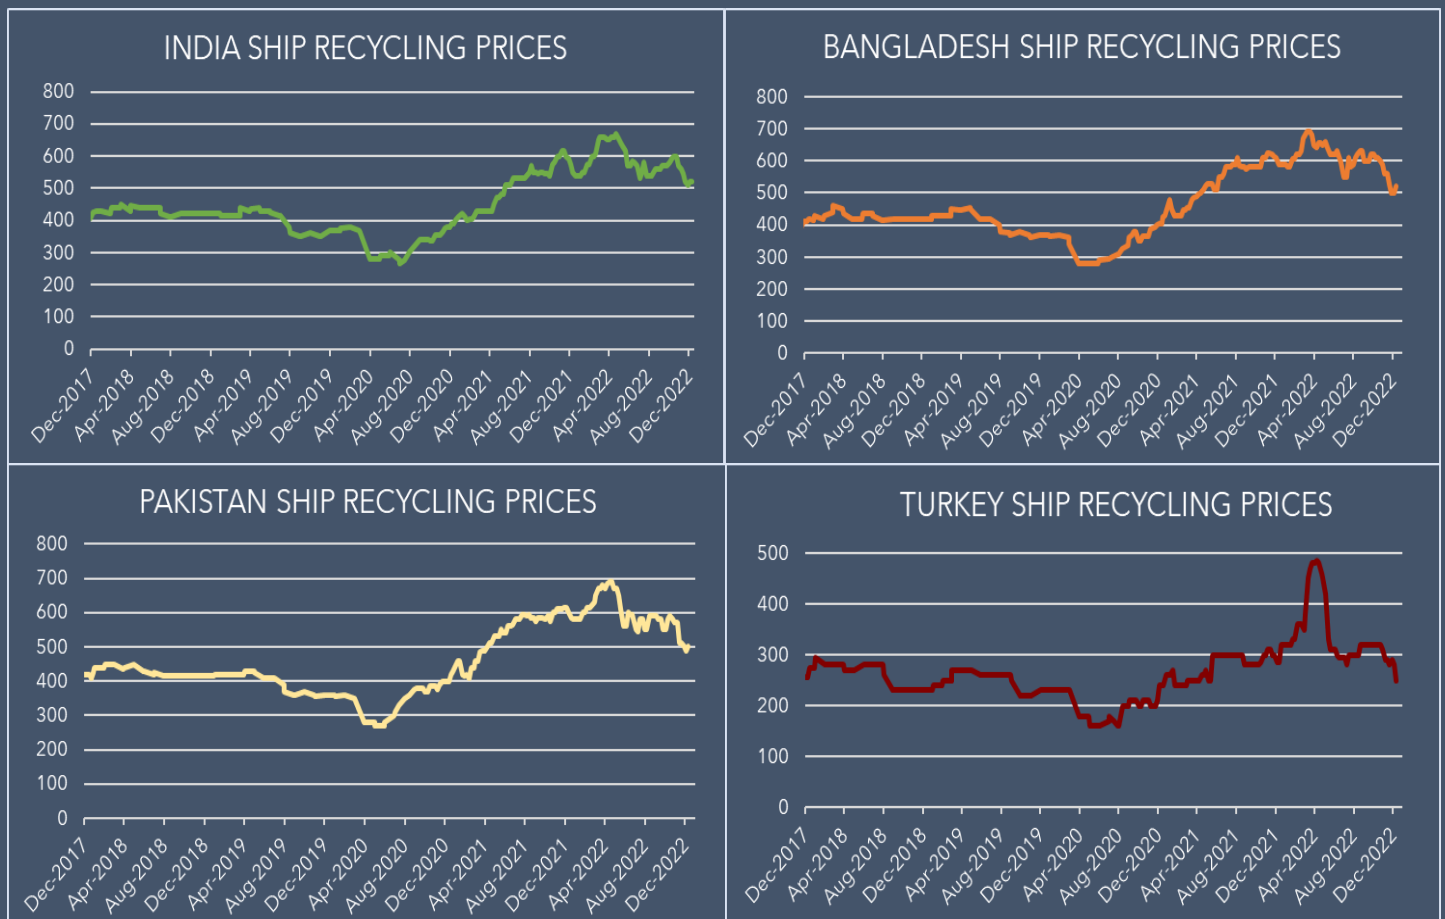 INDIA SHIP RECYCLING PRICES
800
700
600
500
400
300
200
100
0
Dec-2017
Apr-2018
Aug-2018
Dec-2018
Apr-2019
Aug-2019
Dec-2019
Apr-2020
Aug-2020
Dec-2020
Apr-2021
Aug-2021
Dec-2021
Apr-2022
Aug-2022
Dec-2022
BANGLADESH SHIP RECYCLING PRICES
800
700
600
500
400
300
200
100
0
Dec-2017
Apr-2018
Aug-2018
Dec-2018
Apr-2019
Aug-2019
Dec-2019
Apr-2020
Aug-2020
Dec-2020
Apr-2021
Aug-2021
Dec-2021
Apr-2022
Aug-2022
Dec-2022
PAKISTAN SHIP RECYCLING PRICES
800
700
600
500
400
300
200
100
0
Dec-2017
Apr-2018
Aug-2018
Dec-2018
Apr-2019
Aug-2019
Dec-2019
Apr-2020
Aug-2020
Dec-2020
Apr-2021
Aug-2021
Dec-2021
Apr-2022
Aug-2022
Dec-2022
TURKEY SHIP RECYCLING PRICES
500
400
300
200
100
0
Dec-2017
Apr-2018
Aug-2018
Dec-2018
Apr-2019
Aug-2019
Dec-2019
Apr-2020
Aug-2020
Dec-2020
Apr-2021
Aug-2021
Dec-2021
Apr-2022
Aug-2022
Dec-2022